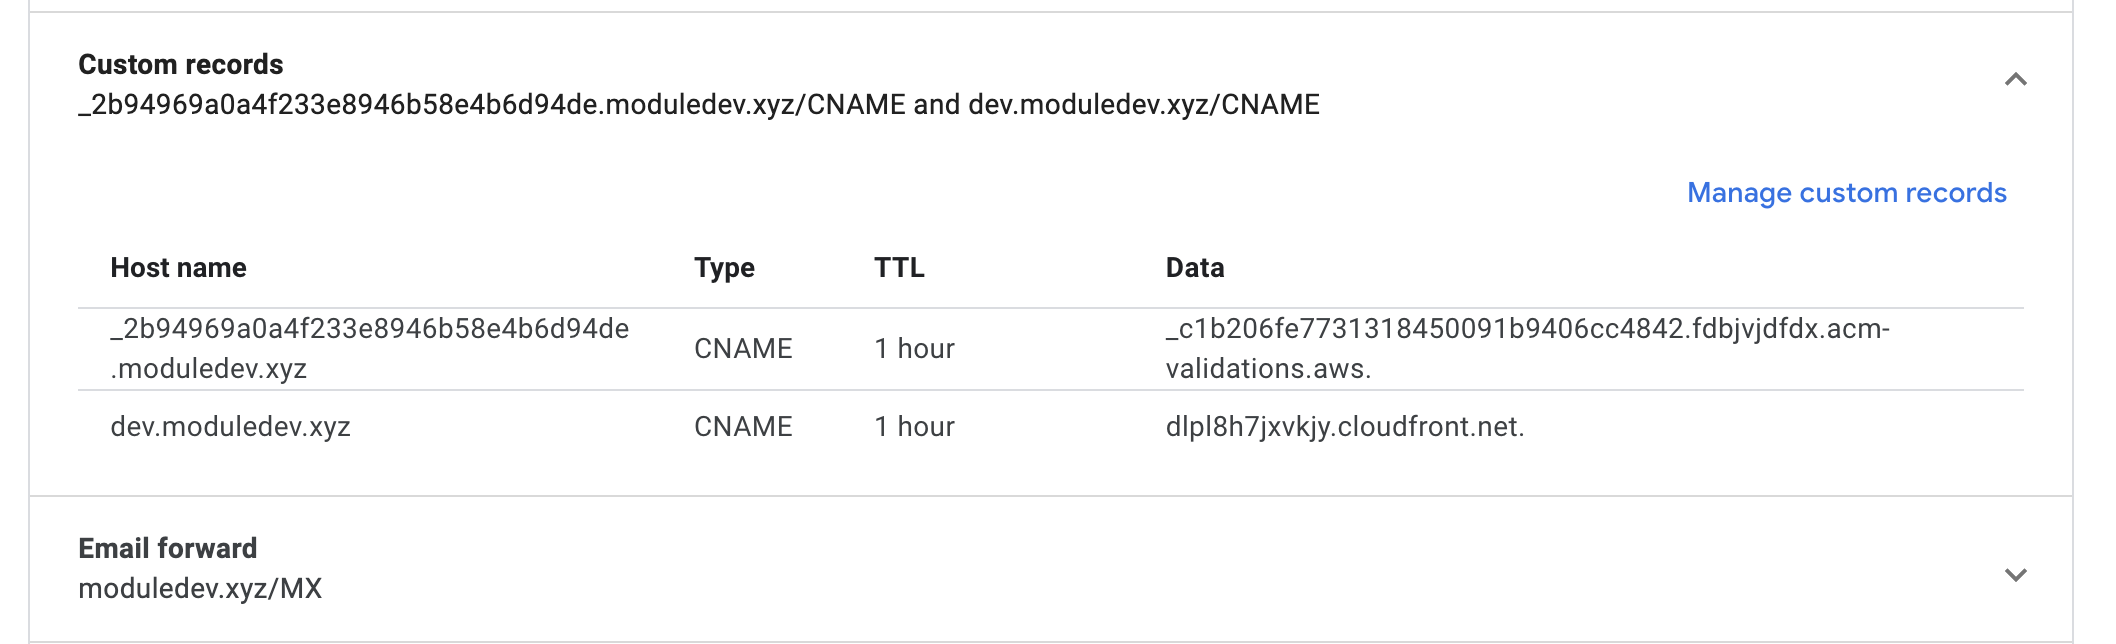 Custom records
_2b94969a0a4f233e8946b58e4b6d94de.moduledev.xyz/CNAME and dev.moduledev.xyz/CNAME
Manage custom records
Host name Type TTL Data
_2b94969a0a4f233e8946b58e4b6d94de
.moduledev.xyz
CNAME
1 hour
_c1b206fe7731318450091b9406cc4842.fdbjvjdfdx.acm-
validations.aws.
dev.moduledev.xyz CNAME 1 hour dlpl8h7jxvkjy.cloudfront.net.
Email forward
moduledev.xyz/MX